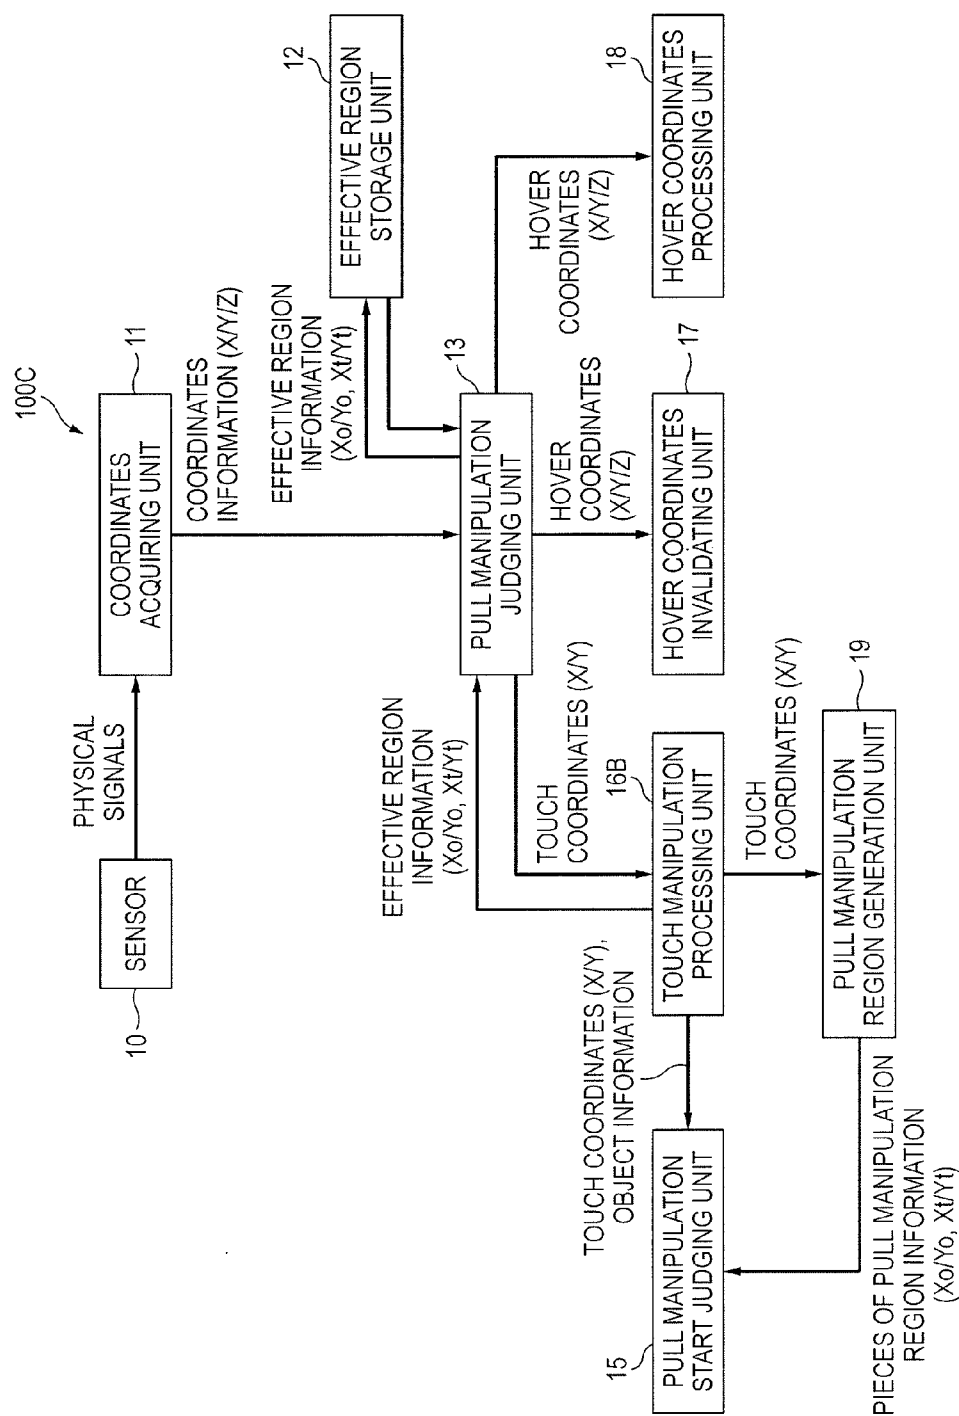 100C
10
SENSOR
PHYSICAL
SIGNALS
11
COORDINATES
ACQUIRING UNIT
COORDINATES
INFORMATION (X/Y/Z)
12
EFFECTIVE REGION
STORAGE UNIT
EFFECTIVE REGION
INFORMATION
(Xo/Yo, Xt/Yt)
13
PULL MANIPULATION
JUDGING UNIT
EFFECTIVE REGION
INFORMATION
(Xo/Yo, Xt/Yt)
TOUCH
COORDINATES (X/Y)
HOVER
COORDINATES
(X/Y/Z)
HOVER
COORDINATES
(X/Y/Z)
TOUCH COORDINATES (X/Y),
OBJECT INFORMATION
15
PULL MANIPULATION
START JUDGING UNIT
16B
TOUCH MANIPULATION
PROCESSING UNIT
17
HOVER COORDINATES
INVALIDATING UNIT
18
HOVER COORDINATES
PROCESSING UNIT
TOUCH
COORDINATES (X/Y)
19
PULL MANIPULATION
REGION GENERATION UNIT
PIECES OF PULL MANIPULATION
REGION INFORMATION
(Xo/Yo, Xt/Yt)